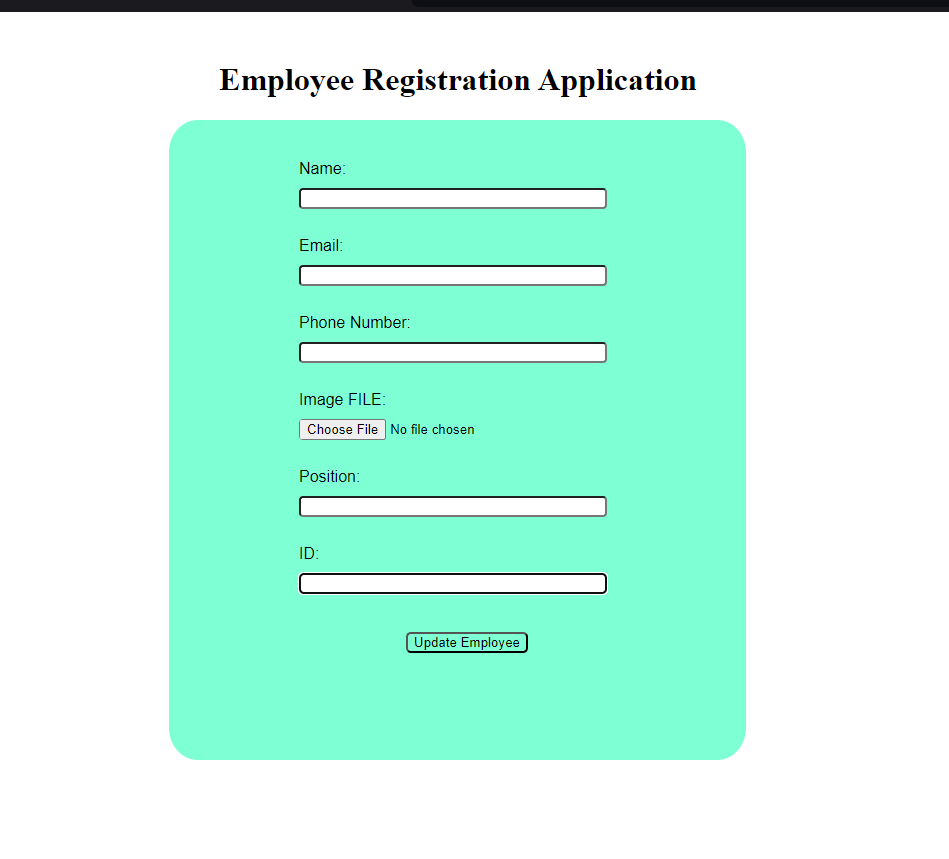 Employee Registration Application
Name:
Email:
Phone Number:
Image FILE:
Choose File No file chosen
Position:
ID:
Update Employee